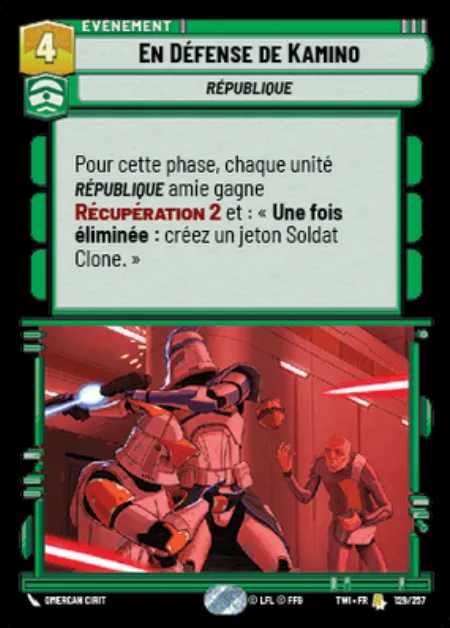 ÉVÉNEMENT
4
EN DÉFENSE DE KAMINO
RÉPUBLIQUE
Pour cette phase, chaque unité
RÉPUBLIQUE amie gagne
RÉCUPÉRATION 2 et : « Une fois
éliminée : créez un jeton Soldat
Clone. »
OMERCAN CIRIT © LFL © FFG TWI • FR 129/257